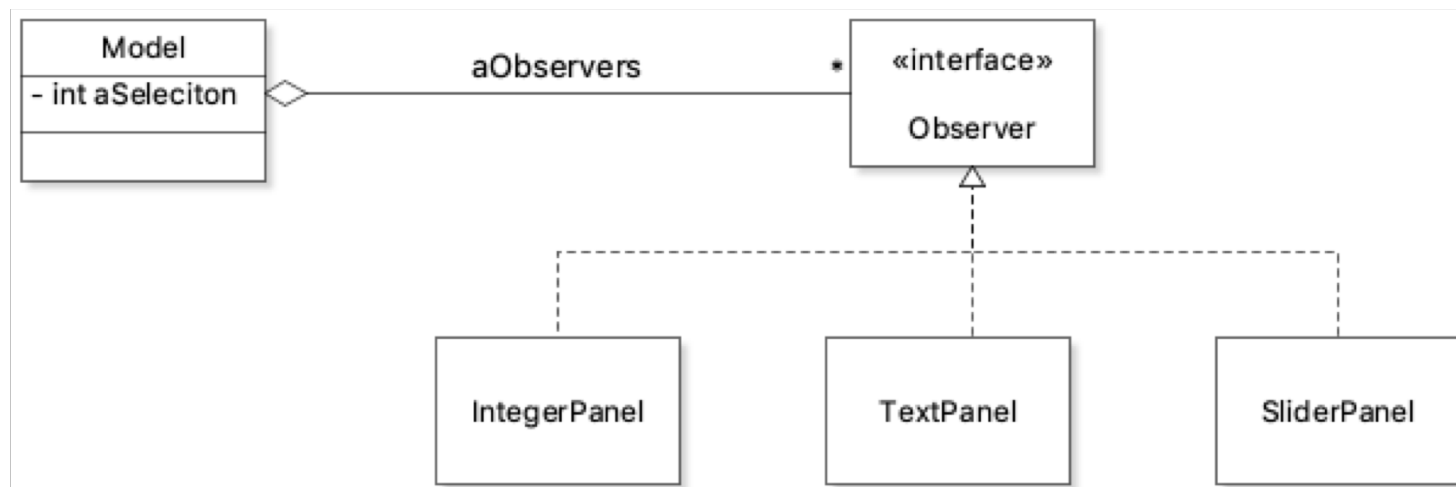 Model
- int aSeleciton
aObservers
*
«interface»
Observer
IntegerPanel
TextPanel
SliderPanel